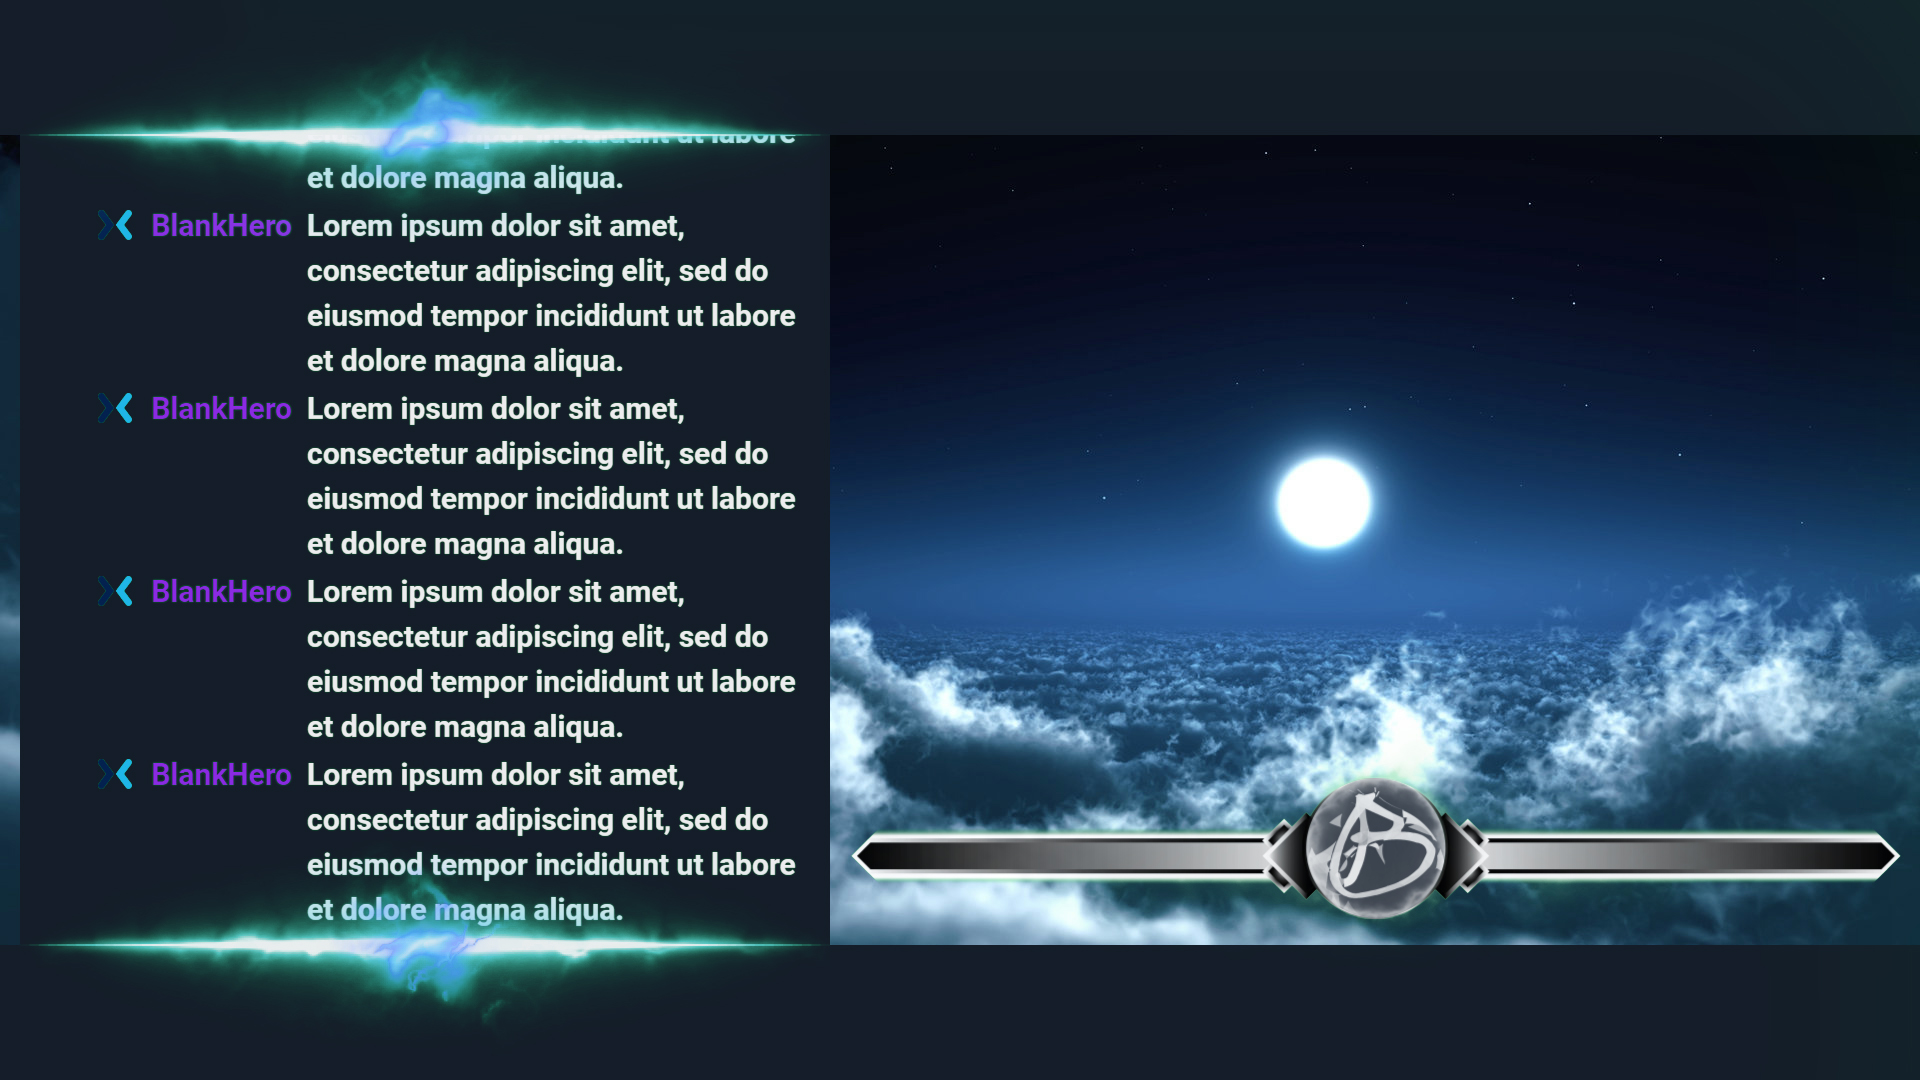 ut labore
et dolore magna aliqua.
BlankHero Lorem ipsum dolor sit amet,
consectetur adipiscing elit, sed do
eiusmod tempor incididunt ut labore
et dolore magna aliqua.
BlankHero Lorem ipsum dolor sit amet,
consectetur adipiscing elit, sed do
eiusmod tempor incididunt ut labore
et dolore magna aliqua.
BlankHero Lorem ipsum dolor sit amet,
consectetur adipiscing elit, sed do
eiusmod tempor incididunt ut labore
et dolore magna aliqua.
BlankHero Lorem ipsum dolor sit amet,
consectetur adipiscing elit, sed do
eiusmod tempor incididunt ut labore
et dolore magna aliqua.